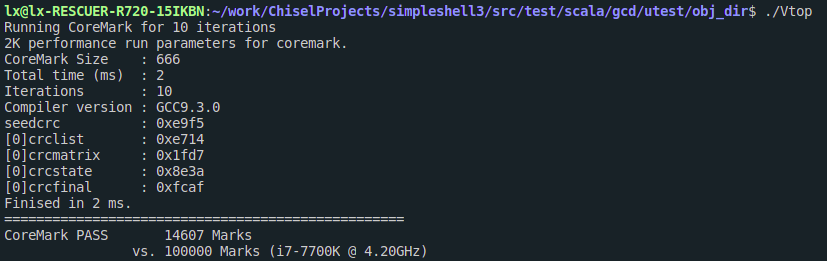 lx@lx-RESCUER-R720-15IKBN:~/work/ChiselProjects/simpleshell3/src/test/scala/gcd/utest/obj_dir$ ./Vtop
Running CoreMark for 10 iterations
2K performance run parameters for coremark.
CoreMark Size    : 666
Total time (ms)  : 2
Iterations       : 10
Compiler version : GCC9.3.0
seedcrc          : 0xe9f5
[0]crclist       : 0xe714
[0]crcmatrix     : 0x1fd7
[0]crcstate      : 0x8e3a
[0]crcfinal      : 0xfcaf
Finised in 2 ms.
==================================================
CoreMark PASS       14607 Marks
                vs. 100000 Marks (i7-7700K @ 4.20GHz)